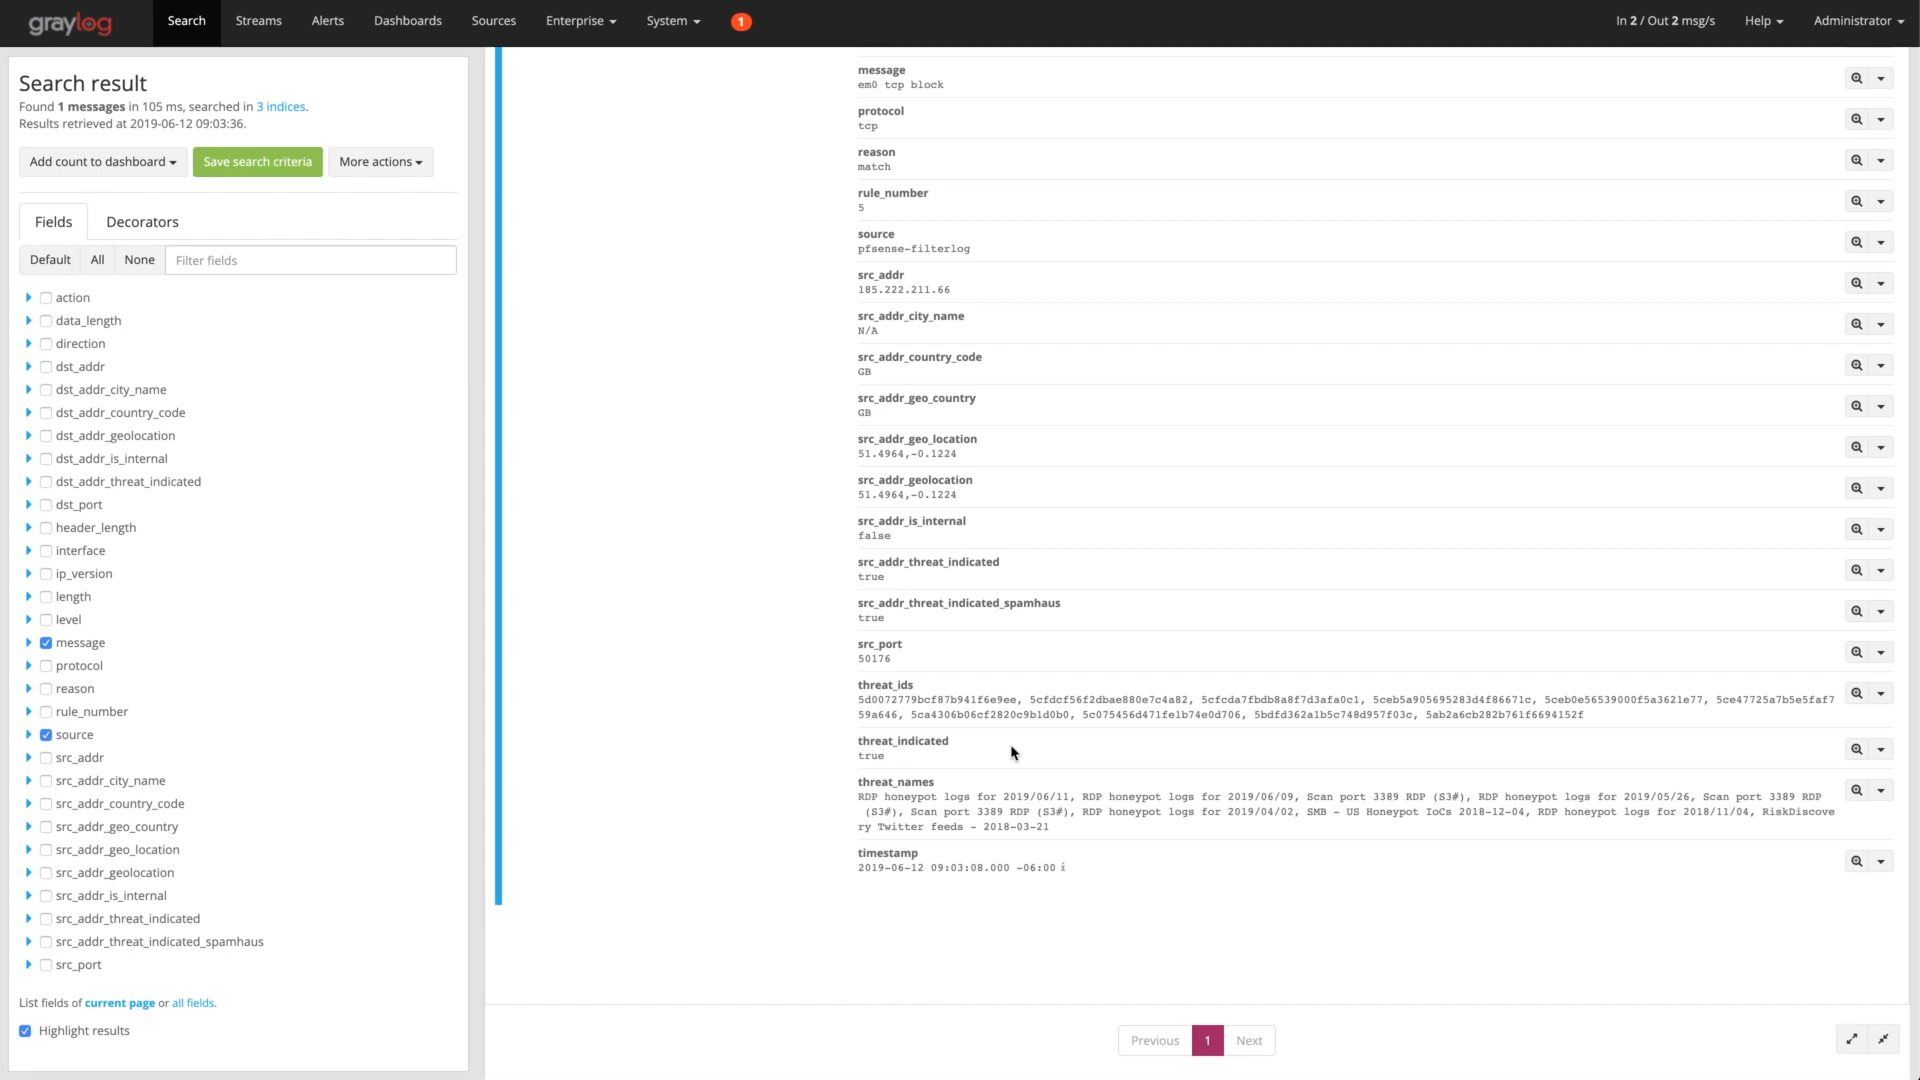 graylog
Search
Streams
Alerts
Dashboards
Sources
Enterprise
System
1
In 2 / Out 2 msg/s
Help
Administrator
Search result
Found 1 messages in 105 ms, searched in 3 indices.
Results retrieved at 2019-06-12 09:03:36.
Add count to dashboard
Save search criteria
More actions
Fields
Decorators
Default
All
None
Filter fields
action
data_length
direction
dst_addr
dst_addr_city_name
dst_addr_country_code
dst_addr_geolocation
dst_addr_is_internal
dst_addr_threat_indicated
dst_port
header_length
interface
ip_version
length
level
message
protocol
reason
rule_number
source
src_addr
src_addr_city_name
src_addr_country_code
src_addr_geo_country
src_addr_geo_location
src_addr_geolocation
src_addr_is_internal
src_addr_threat_indicated
src_addr_threat_indicated_spamhaus
src_port
List fields of current page or all fields.
Highlight results
message
em0 tcp block
protocol
tcp
reason
match
rule_number
5
source
pfsense-filterlog
src_addr
185.222.211.66
src_addr_city_name
N/A
src_addr_country_code
GB
src_addr_geo_country
GB
src_addr_geo_location
51.4964,-0.1224
src_addr_geolocation
51.4964,-0.1224
src_addr_is_internal
false
src_addr_threat_indicated
true
src_addr_threat_indicated_spamhaus
true
src_port
50176
threat_ids
5d0072779bcf87b941f6e9ee, 5cfdcf56f2dbae880e7c4a82, 5cfcda7fbdb8a8f7d3afa0c1, 5ceb5a905695283d4f86671c, 5ceb0e56539000f5a3621e77, 5ce47725a7b5e5faf7
59a646, 5ca4306b06cf2820c9b1d0b0, 5c075456d471fe1b74e0d706, 5bdfd362a1b5c748d957f03c, 5ab2a6cb282b761f6694152f
threat_indicated
true
threat_names
RDP honeypot logs for 2019/06/11, RDP honeypot logs for 2019/06/09, Scan port 3389 RDP (S3#), RDP honeypot logs for 2019/05/26, Scan port 3389 RDP
(S3#), Scan port 3389 RDP (S3#), RDP honeypot logs for 2019/04/02, SMB - US Honeypot IoCs 2018-12-04, RDP honeypot logs for 2018/11/04, RiskDiscove
ry Twitter feeds - 2018-03-21
timestamp
2019-06-12 09:03:08.000 -06:00
Previous
1
Next